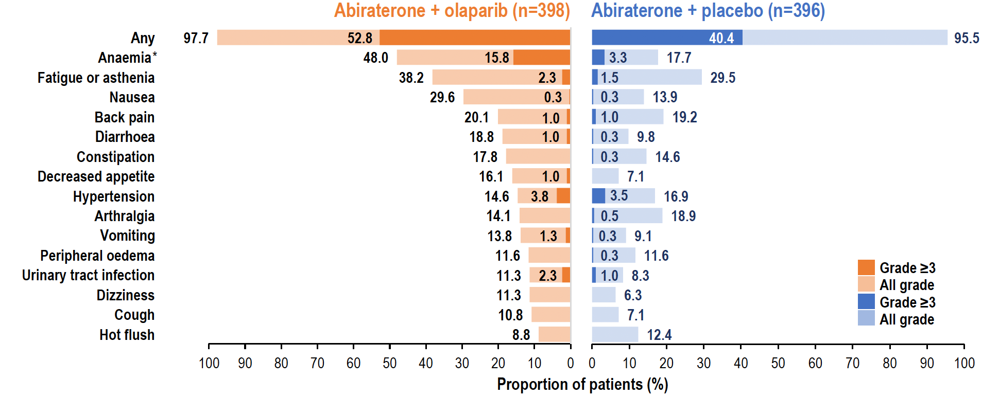 Abiraterone + olaparib (n=398) Abiraterone + placebo (n=396)
Any 97.7 52.8 40.4 95.5
Anaemia* 48.0 15.8 3.3 17.7
Fatigue or asthenia 38.2 2.3 1.5 29.5
Nausea 29.6 0.3 0.3 13.9
Back pain 20.1 1.0 1.0 19.2
Diarrhoea 18.8 1.0 0.3 9.8
Constipation 17.8 0.3 14.6
Decreased appetite 16.1 1.0 7.1
Hypertension 14.6 3.8 3.5 16.9
Arthralgia 14.1 0.5 18.9
Vomiting 13.8 1.3 0.3 9.1
Peripheral oedema 11.6 0.3 11.6
Urinary tract infection 11.3 2.3 1.0 8.3
Dizziness 11.3 6.3
Cough 10.8 7.1
Hot flush 8.8 12.4
Grade ≥3
All grade
Grade ≥3
All grade
100 90 80 70 60 50 40 30 20 10 0 0 10 20 30 40 50 60 70 80 90 100
Proportion of patients (%)